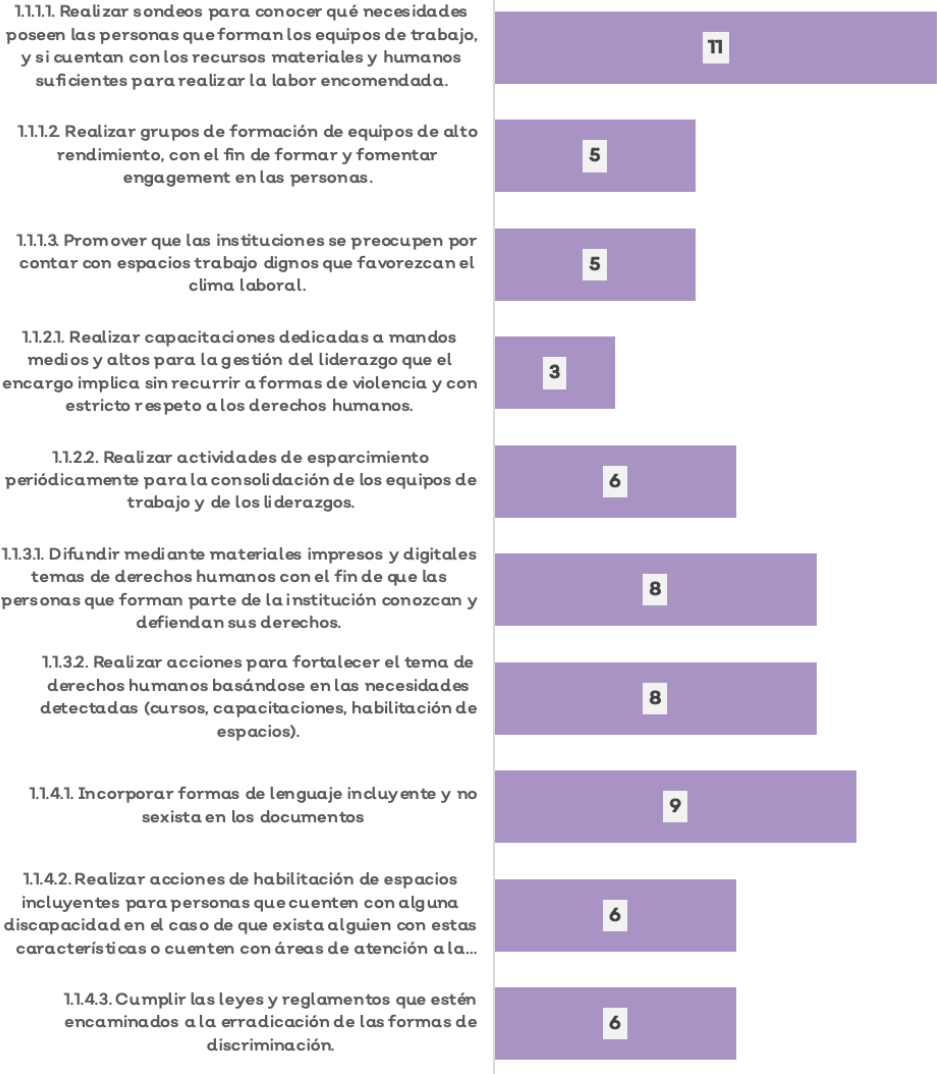 1.1.1.1. Realizar sondeos para conocer qué necesidades
poseen las personas que forman los equipos de trabajo,
y si cuentan con los recursos materiales y humanos
suficientes para realizar la labor encomendada.
11
1.1.1.2. Realizar grupos de formación de equipos de alto
rendimiento, con el fin de formar y fomentar
engagement en las personas.
5
1.1.1.3. Promover que las instituciones se preocupen por
contar con espacios trabajo dignos que favorezcan el
clima laboral.
5
1.1.2.1. Realizar capacitaciones dedicadas a mandos
medios y altos para la gestión del liderazgo que el
encargo implica sin recurrir a formas de violencia y con
estricto respeto a los derechos humanos.
3
1.1.2.2. Realizar actividades de esparcimiento
periódicamente para la consolidación de los equipos de
trabajo y de los liderazgos.
6
1.1.3.1. Difundir mediante materiales impresos y digitales
temas de derechos humanos con el fin de que las
personas que forman parte de la institución conozcan y
defiendan sus derechos.
8
1.1.3.2. Realizar acciones para fortalecer el tema de
derechos humanos basándose en las necesidades
detectadas (cursos, capacitaciones, habilitación de
espacios).
8
1.1.4.1. Incorporar formas de lenguaje incluyente y no
sexista en los documentos
9
1.1.4.2. Realizar acciones de habilitación de espacios
incluyentes para personas que cuenten con alguna
discapacidad en el caso de que exista alguien con estas
características o cuenten con áreas de atención a la...
6
1.1.4.3. Cumplir las leyes y reglamentos que estén
encaminados a la erradicación de las formas de
discriminación.
6